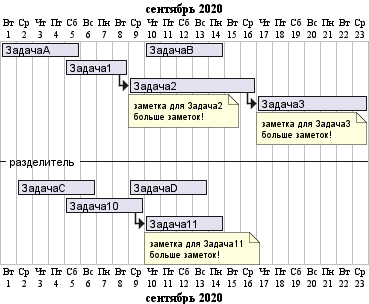 сентябрь 2020
Вт Ср Чт Пт Сб Вс Пн Вт Ср Чт Пт Сб Вс Пн Вт Ср Чт Пт Сб Вс Пн Вт Ср
1 2 3 4 5 6 7 8 9 10 11 12 13 14 15 16 17 18 19 20 21 22 23
ЗадачаA ЗадачаB
Задача1
Задача2
заметка для Задача2
больше заметок!
Задача3
заметка для Задача3
больше заметок!
разделитель
ЗадачаC ЗадачаD
Задача10
Задача11
заметка для Задача11
больше заметок!
Вт Ср Чт Пт Сб Вс Пн Вт Ср Чт Пт Сб Вс Пн Вт Ср Чт Пт Сб Вс Пн Вт Ср
1 2 3 4 5 6 7 8 9 10 11 12 13 14 15 16 17 18 19 20 21 22 23
сентябрь 2020